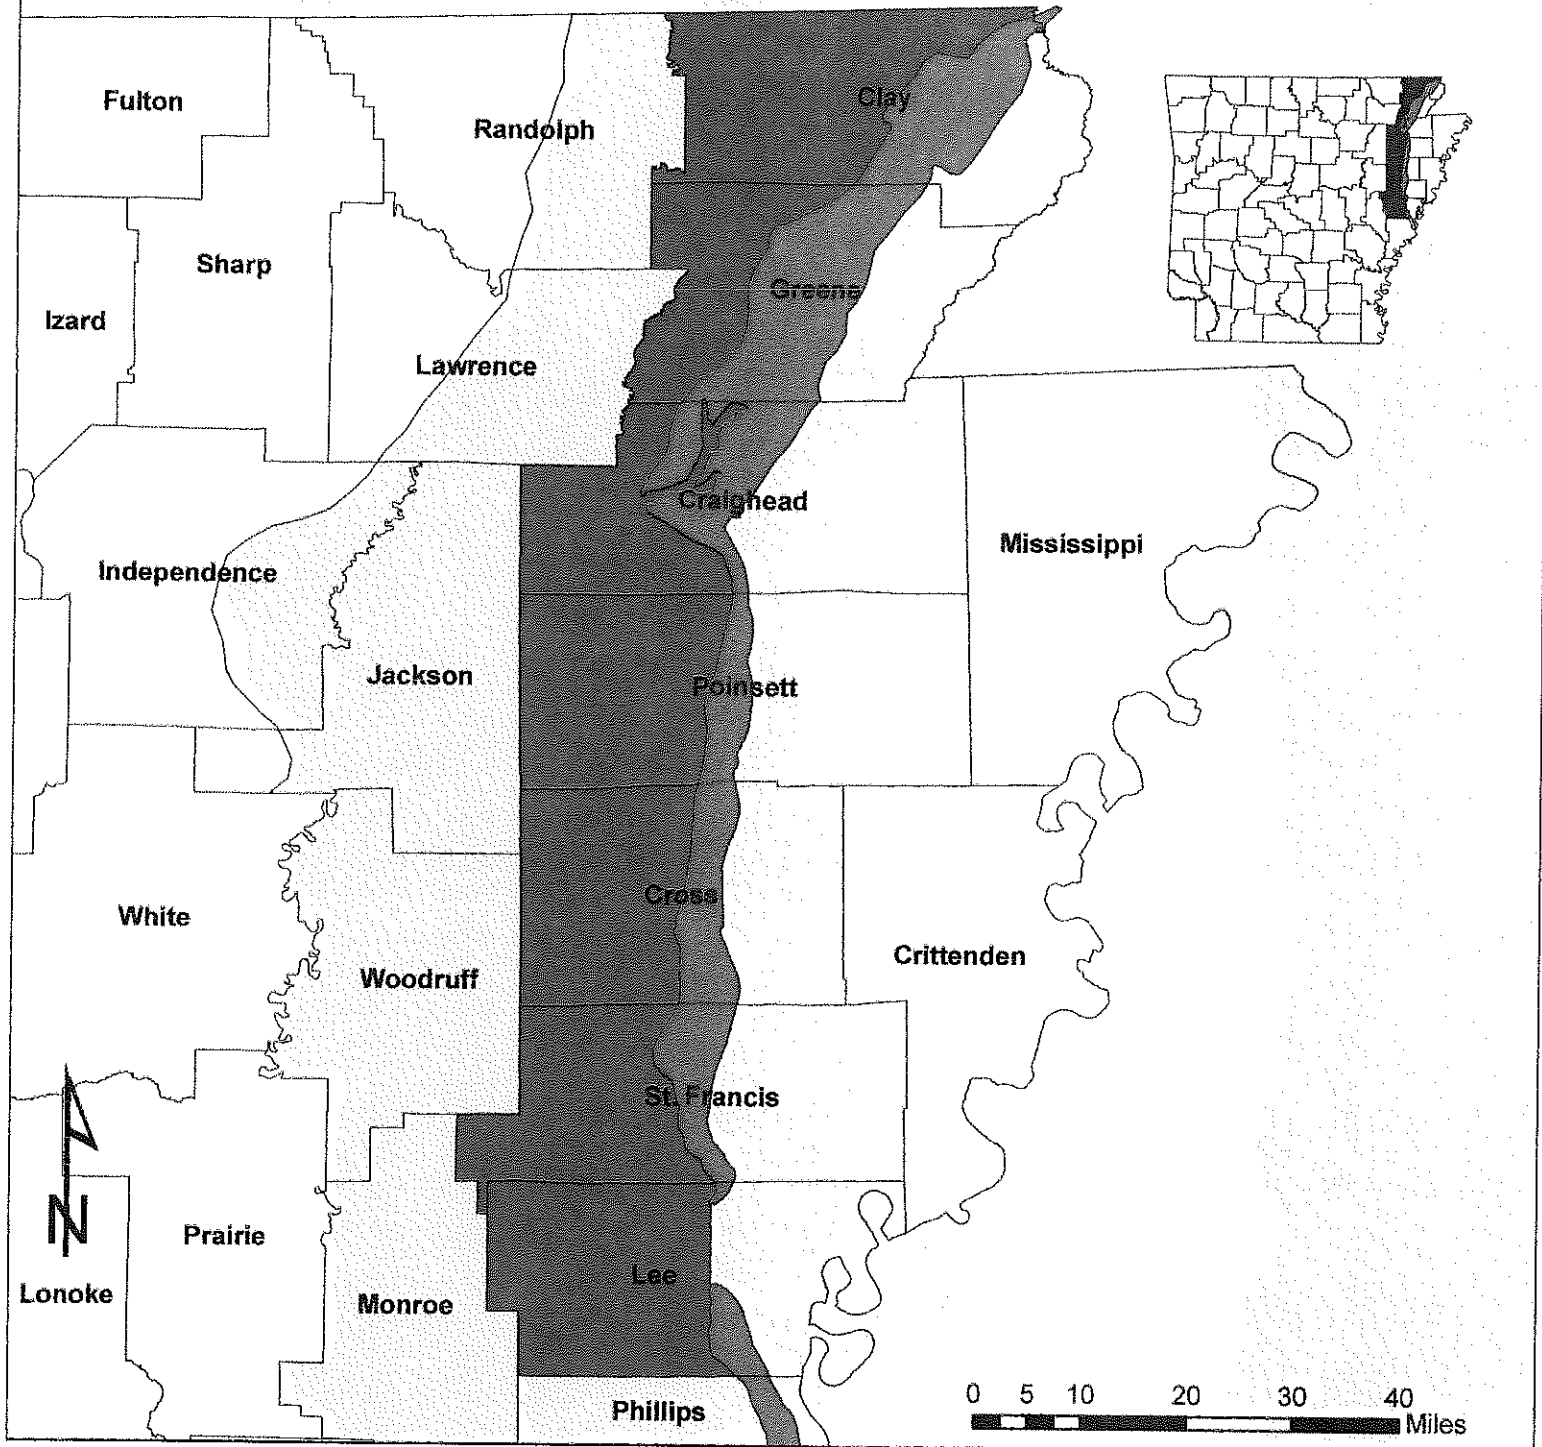 Fulton
Randolph
Clay
Sharp
Izard
Greene
Lawrence
Craighead
Mississippi
Independence
Jackson
Poinsett
Cross
White
Woodruff
Crittenden
St. Francis
N
Prairie
Lonoke
Monroe
Lee
Phillips
0 5 10 20 30 40
Miles